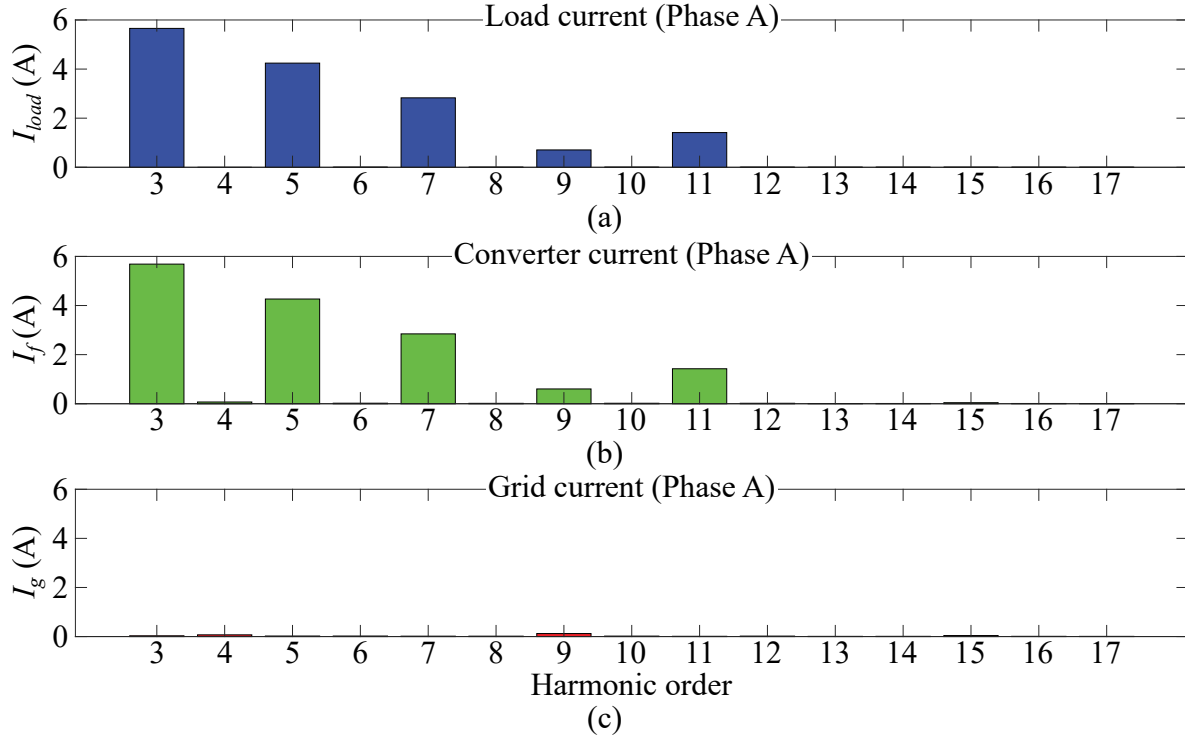 Load current (Phase A)
I_load (A)
6
4
2
0
3 4 5 6 7 8 9 10 11 12 13 14 15 16 17
(a)
Converter current (Phase A)
I_f (A)
6
4
2
0
3 4 5 6 7 8 9 10 11 12 13 14 15 16 17
(b)
Grid current (Phase A)
I_g (A)
6
4
2
0
3 4 5 6 7 8 9 10 11 12 13 14 15 16 17
Harmonic order
(c)